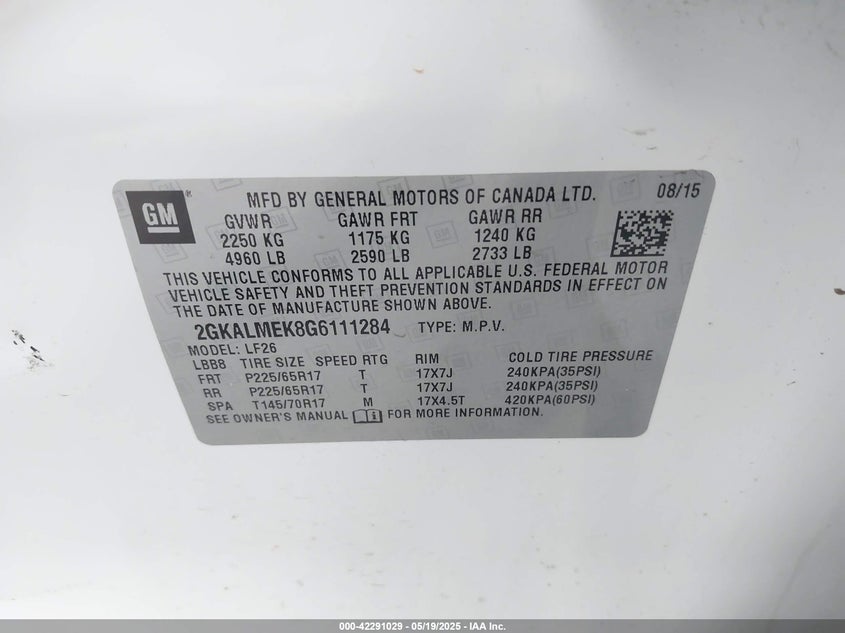 GM® MFD BY GENERAL MOTORS OF CANADA LTD. 08/15
GVWR GAWR FRT GAWR RR
2250 KG 1175 KG 1240 KG
4960 LB 2590 LB 2733 LB
THIS VEHICLE CONFORMS TO ALL APPLICABLE U.S. FEDERAL MOTOR
VEHICLE SAFETY AND THEFT PREVENTION STANDARDS IN EFFECT ON
THE DATE OF MANUFACTURE SHOWN ABOVE.
2GKALMEK8G6111284 TYPE: M.P.V.
MODEL: LF26
LBB8 TIRE SIZE SPEED RTG RIM COLD TIRE PRESSURE
FRT P225/65R17 T 17X7J 240KPA(35PSI)
RR P225/65R17 T 17X7J 240KPA(35PSI)
SPA T145/70R17 M 17X4.5T 420KPA(60PSI)
SEE OWNER'S MANUAL FOR MORE INFORMATION.
000-42291029 - 05/19/2025 - IAA Inc.